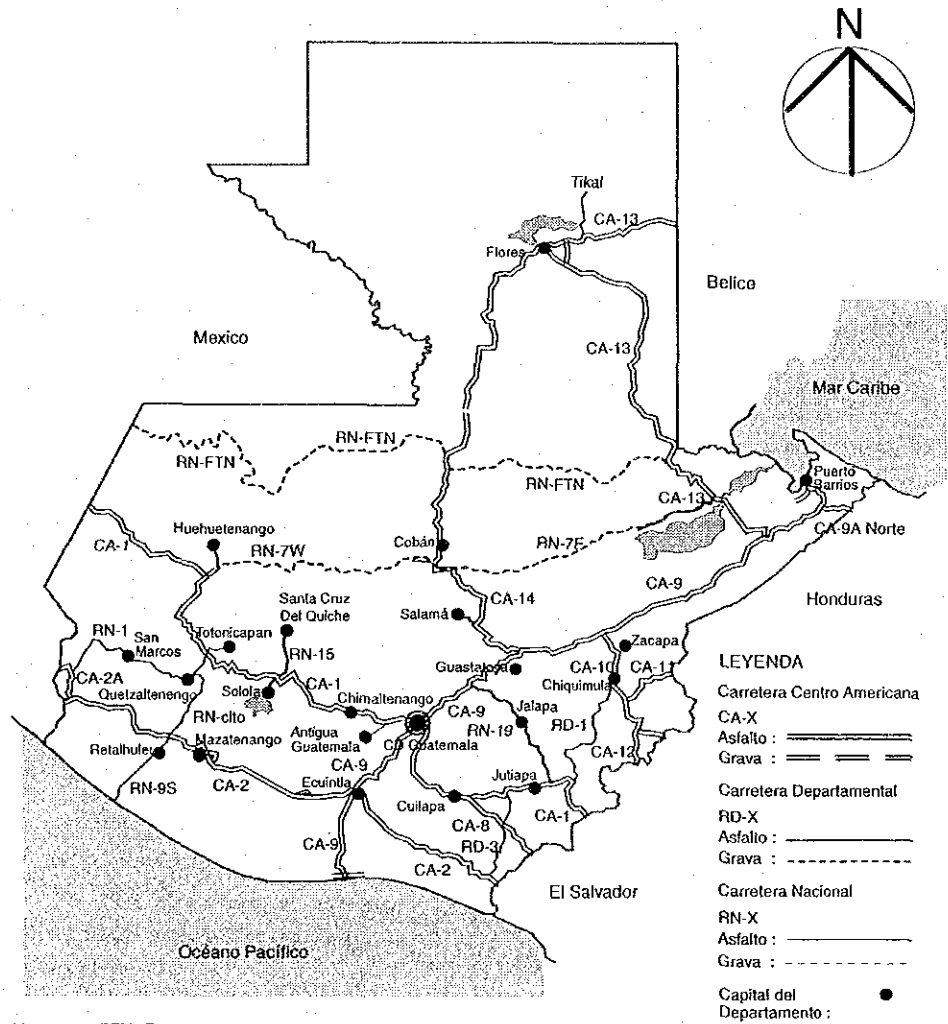 N
Tikal
CA-13
Flores
Belice
Mexico
CA-13
Mar Caribe
RN-FTN
RN-FTN
RN-FTN
Puerto
Barrios
CA-13
CA-9A Norte
CA-1
Huehuetenango
RN-7W
Cobán
RN-7E
CA-9
Honduras
Santa Cruz
Del Quiche
CA-14
Salamá
RN-1
San
Marcos
Totonicapan
RN-15
Zacapa
Guastatoya
CA-10
CA-11
Chiquimula
CA-2A
Quetzaltenengo
Solola
CA-1
Chimaltenango
CA-9
Jalapa
RN-19
RD-1
RN-clto
Antigua
Guatemala
CD Guatemala
CA-12
Retalhuleu
Mazatenango
CA-9
RN-9S
CA-2
Ecuintla
Jutiapa
Cuilapa
CA-1
CA-8
RD-3
CA-9
CA-2
El Salvador
Océano Pacífico
LEYENDA
Carretera Centro Americana
CA-X
Asfalto :
Grava :
Carretera Departamental
RD-X
Asfalto :
Grava :
Carretera Nacional
RN-X
Asfalto :
Grava :
Capital del
Departamento :